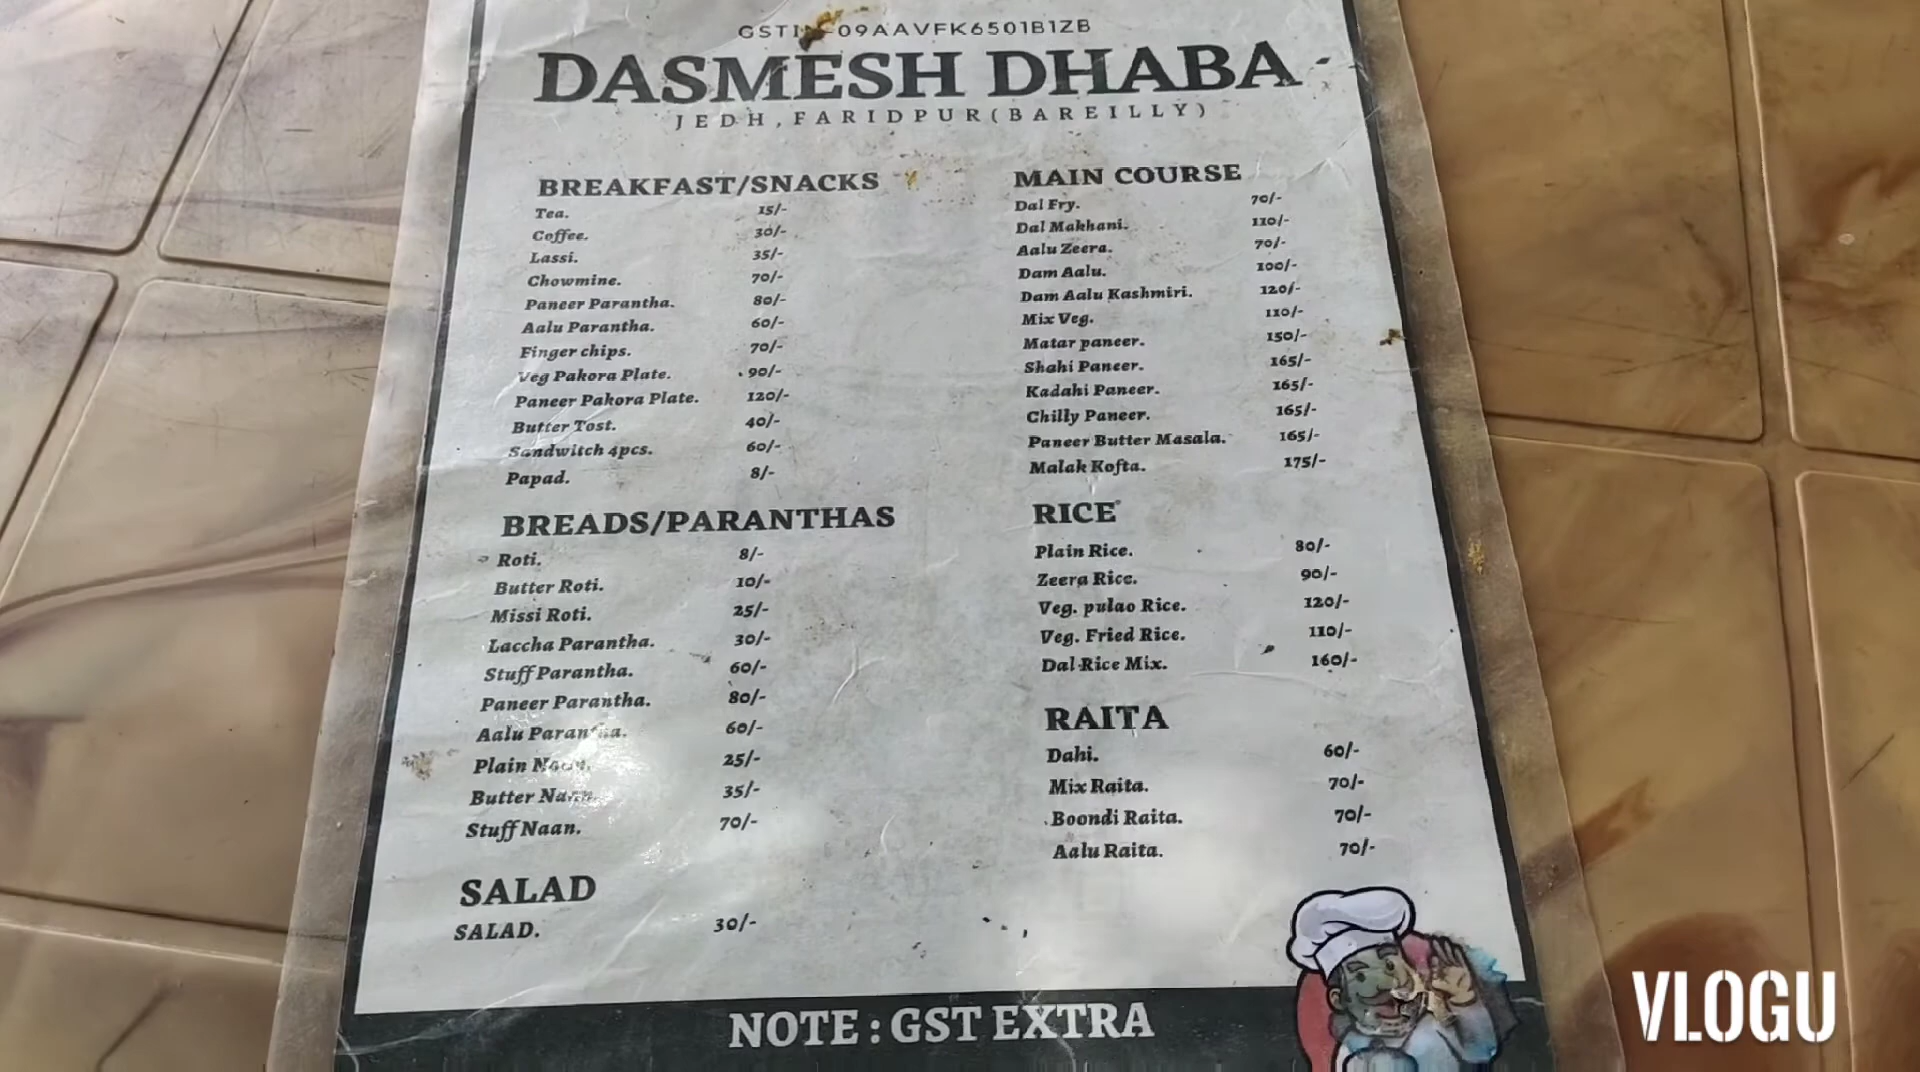 GSTIN-09AAVFK6501B1ZB
DASMESH DHABA
JEDH, FARIDPUR(BAREILLY)
BREAKFAST/SNACKS
Tea. 15/-
Coffee. 30/-
Lassi. 35/-
Chowmine. 70/-
Paneer Parantha. 80/-
Aalu Parantha. 60/-
Finger chips. 70/-
Veg Pakora Plate. 90/-
Paneer Pakora Plate. 120/-
Butter Tost. 40/-
Sandwitch 4pcs. 60/-
Papad. 8/-
BREADS/PARANTHAS
Roti. 8/-
Butter Roti. 10/-
Missi Roti. 25/-
Laccha Parantha. 30/-
Stuff Parantha. 60/-
Paneer Parantha. 80/-
Aalu Parantha. 60/-
Plain Naan. 25/-
Butter Naan. 35/-
Stuff Naan. 70/-
SALAD
SALAD. 30/-
MAIN COURSE
Dal Fry. 70/-
Dal Makhani. 110/-
Aalu Zeera. 70/-
Dam Aalu. 100/-
Dam Aalu Kashmiri. 120/-
Mix Veg. 110/-
Matar paneer. 150/-
Shahi Paneer. 165/-
Kadahi Paneer. 165/-
Chilly Paneer. 165/-
Paneer Butter Masala. 165/-
Malak Kofta. 175/-
RICE
Plain Rice. 80/-
Zeera Rice. 90/-
Veg. pulao Rice. 120/-
Veg. Fried Rice. 110/-
Dal Rice Mix. 160/-
RAITA
Dahi. 60/-
Mix Raita. 70/-
Boondi Raita. 70/-
Aalu Raita. 70/-
NOTE : GST EXTRA
VLOGU